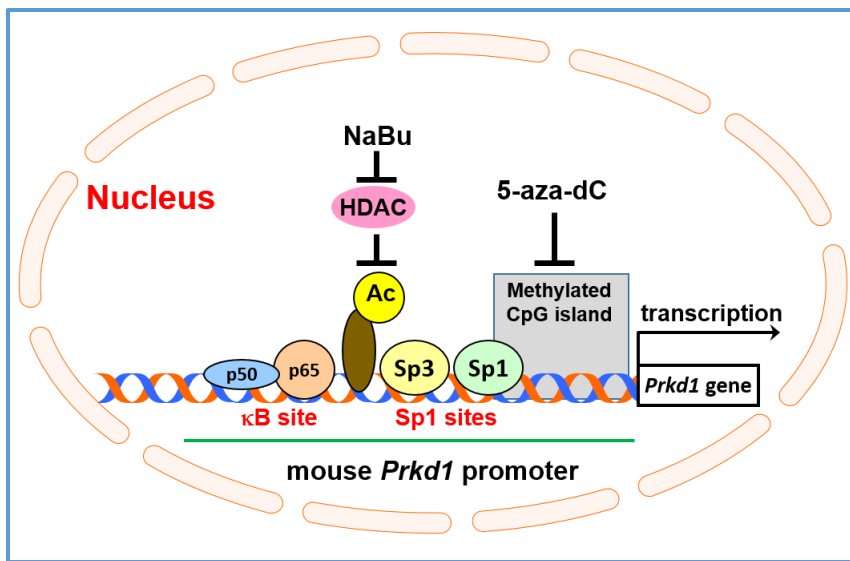 NaBu
Nucleus
HDAC
5-aza-dC
Ac
Methylated
CpG island
transcription
p50
p65
Sp3
Sp1
Prkd1 gene
κB site
Sp1 sites
mouse Prkd1 promoter